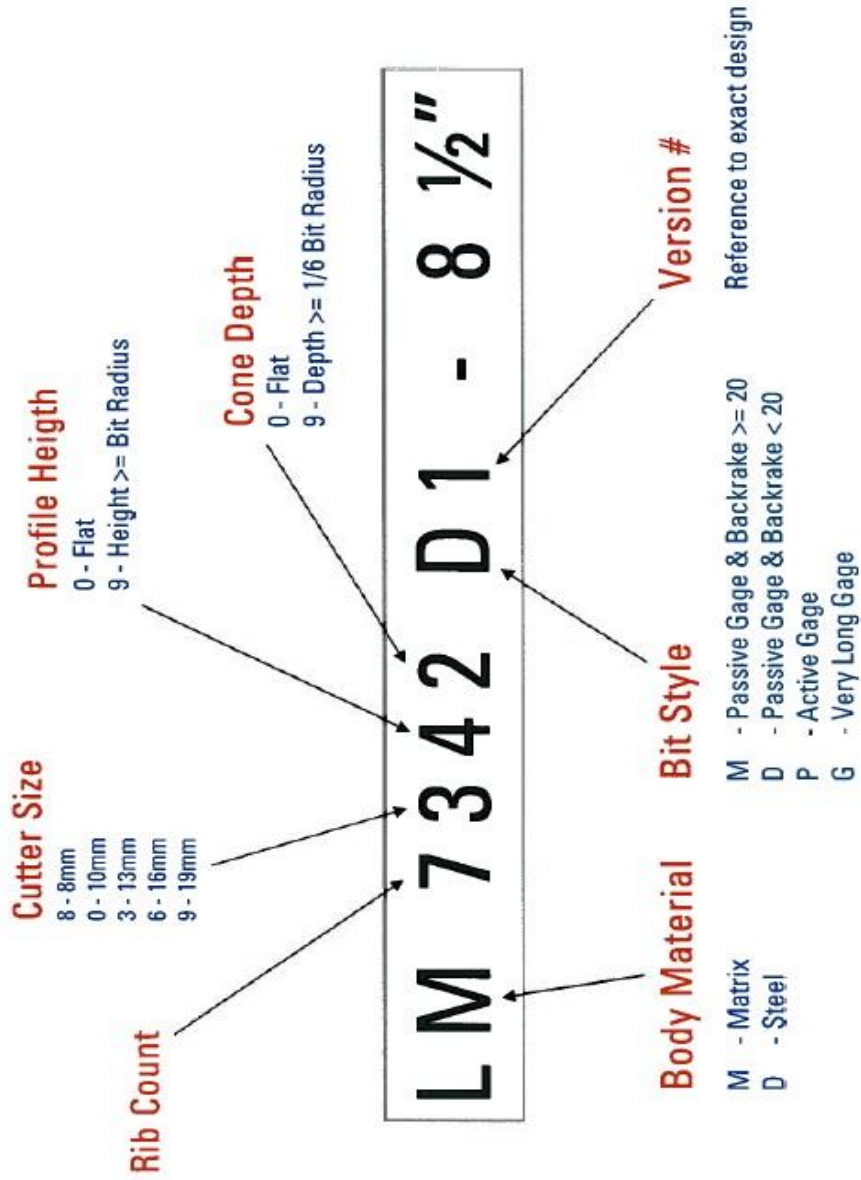 Cutter Size
8 - 8mm
0 - 10mm
3 - 13mm
6 - 16mm
9 - 19mm
Profile Heigth
0 - Flat
9 - Height >= Bit Radius
Rib Count
Cone Depth
0 - Flat
9 - Depth >= 1/6 Bit Radius
L M 7 3 4 2 D 1 - 8 ½"
Body Material
M - Matrix
D - Steel
Bit Style
M - Passive Gage & Backrake >= 20
D - Passive Gage & Backrake < 20
P - Active Gage
G - Very Long Gage
Version #
Reference to exact design